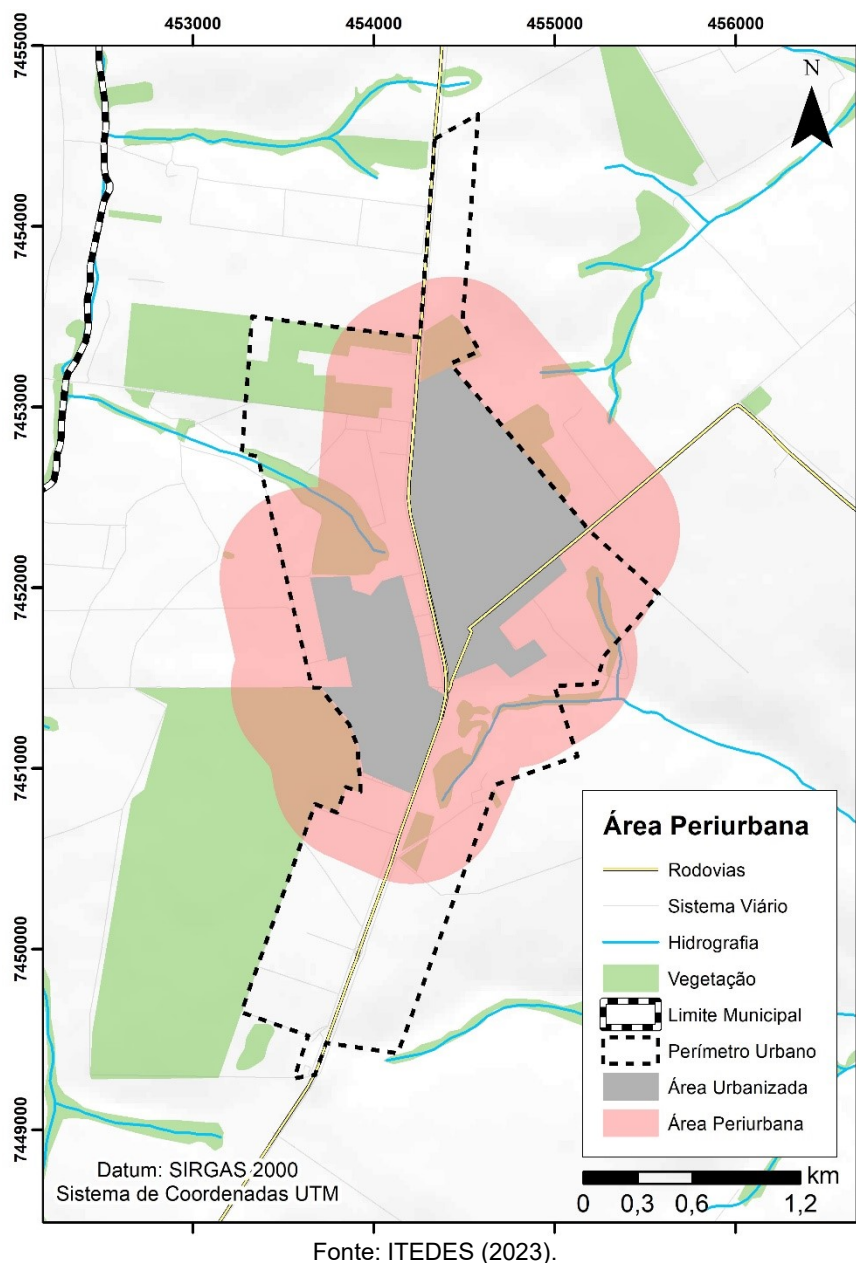 453000 454000 455000 456000
7455000
7454000
7453000
7452000
7451000
7450000
7449000
N
Área Periurbana
Rodovias
Sistema Viário
Hidrografia
Vegetação
Limite Municipal
Perímetro Urbano
Área Urbanizada
Área Periurbana
Datum: SIRGAS 2000
Sistema de Coordenadas UTM
km
0 0,3 0,6 1,2
Fonte: ITEDES (2023).